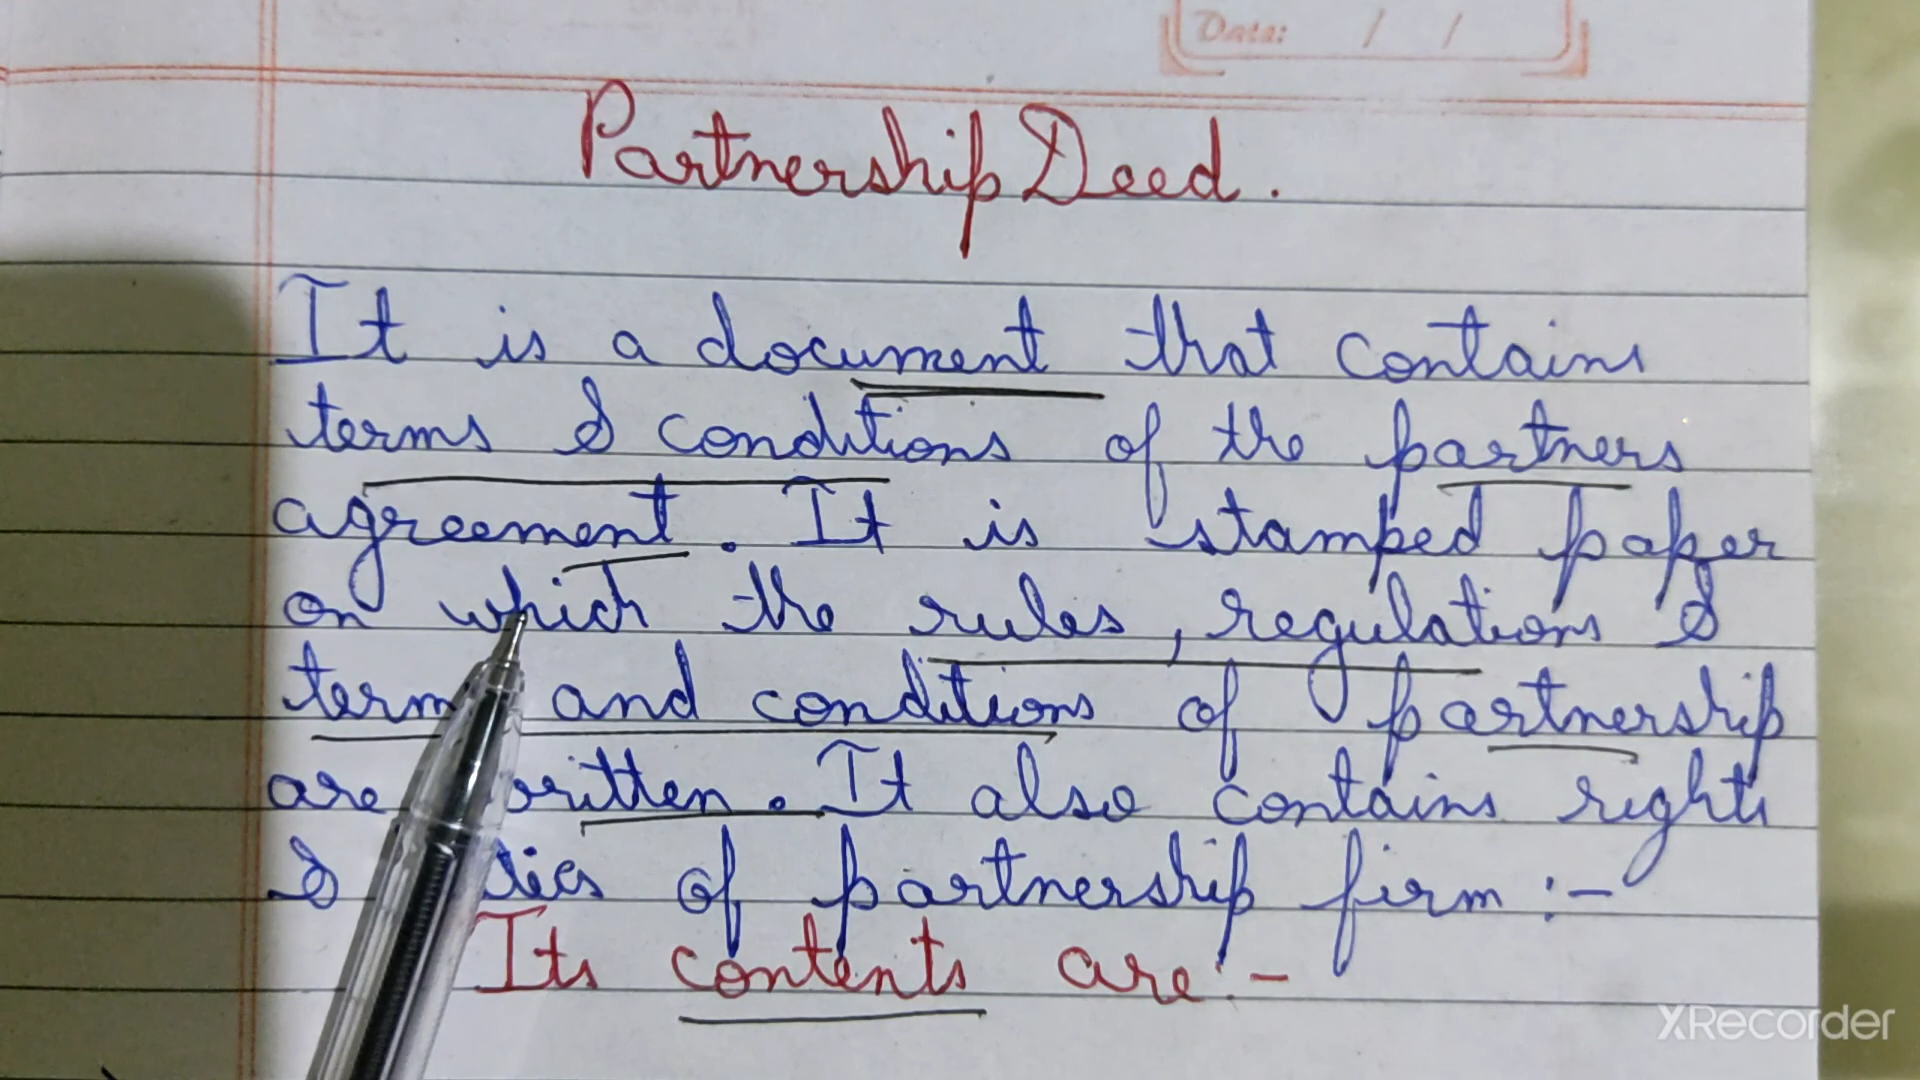 Date: / /
Partnership Deed.
It is a document that contains
terms & conditions of the partners
agreement. It is stamped paper
on which the rules, regulations &
term and conditions of partnership
are written. It also contains rights
& of partnership firm :-
Its contents are :-
XRecorder